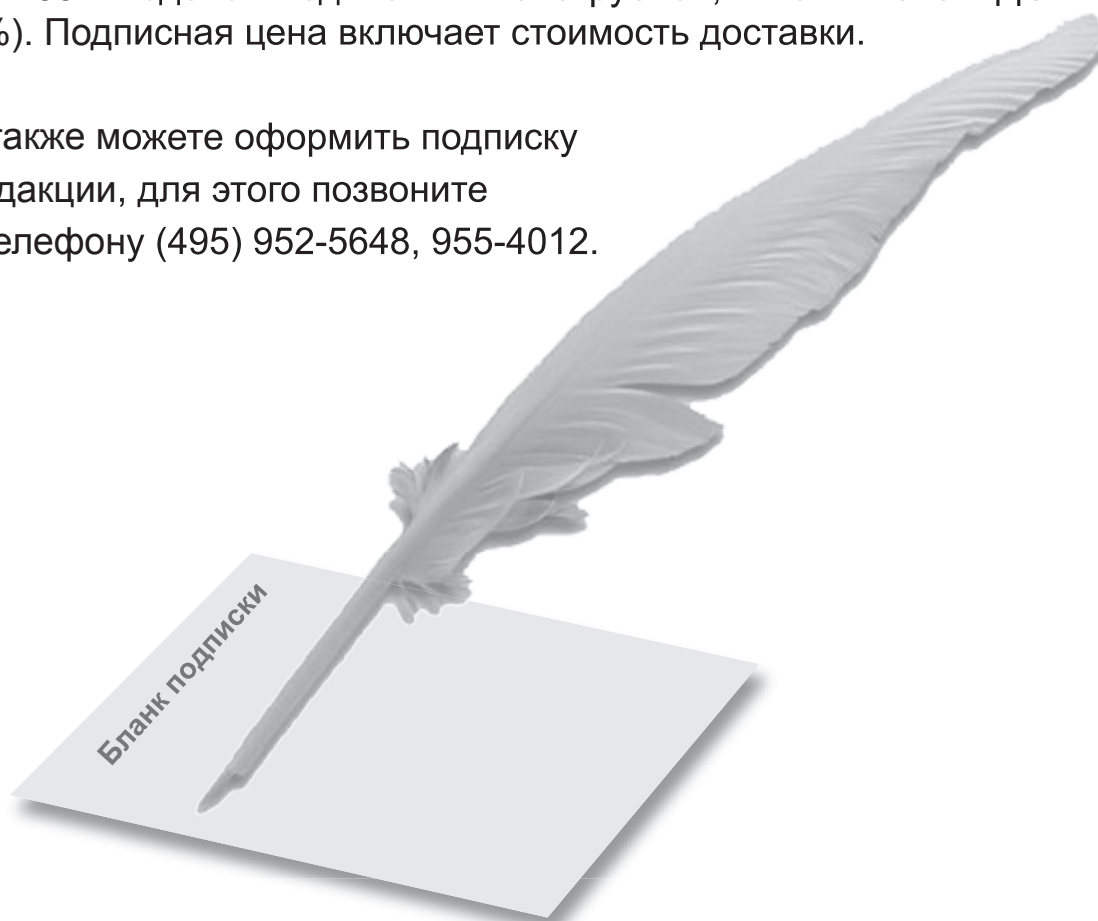 %). Подписная цена включает стоимость доставки.
также можете оформить подписку
дакции, для этого позвоните
елефону (495) 952-5648, 955-4012.
Бланк подписки